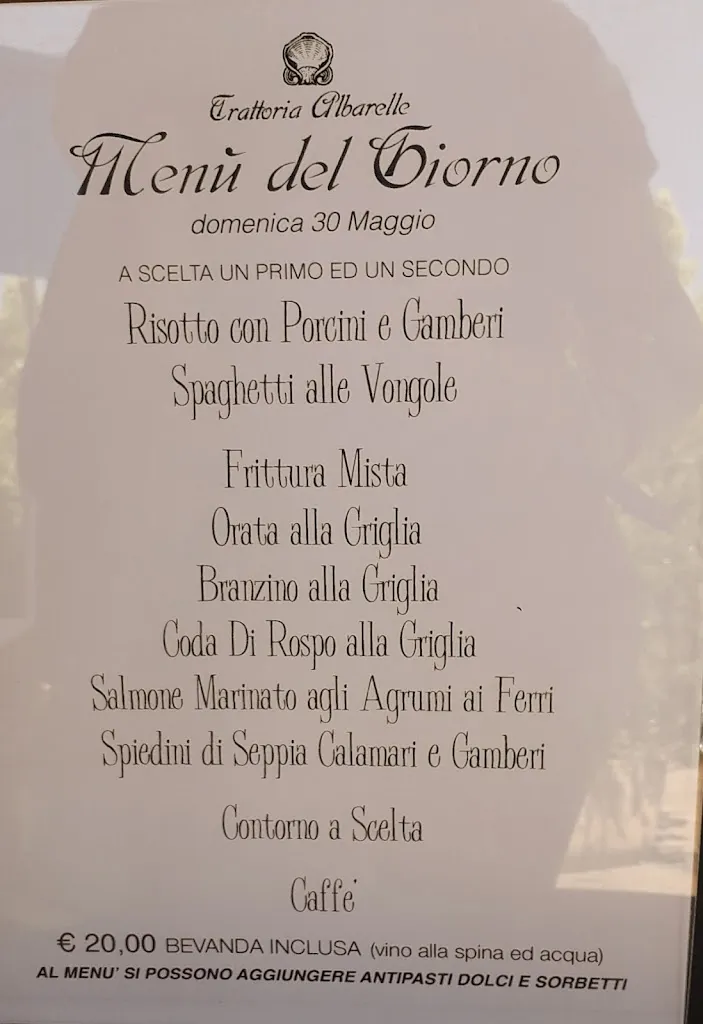 Trattoria Albarelle
Menù del Giorno
domenica 30 Maggio
A SCELTA UN PRIMO ED UN SECONDO
Risotto con Porcini e Gamberi
Spaghetti alle Vongole
Frittura Mista
Orata alla Griglia
Branzino alla Griglia
Coda Di Rospo alla Griglia
Salmone Marinato agli Agrumi ai Ferri
Spiedini di Seppia Calamari e Gamberi
Contorno a Scelta
Caffe'
€ 20,00 BEVANDA INCLUSA (vino alla spina ed acqua)
AL MENU' SI POSSONO AGGIUNGERE ANTIPASTI DOLCI E SORBETTI